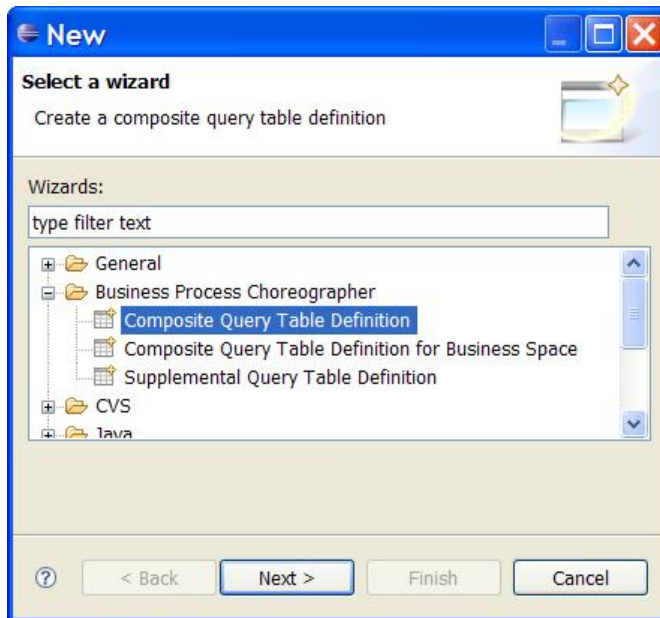 New
Select a wizard
Create a composite query table definition
Wizards:
type filter text
General
Business Process Choreographer
Composite Query Table Definition
Composite Query Table Definition for Business Space
Supplemental Query Table Definition
CVS
Java
? < Back Next > Finish Cancel